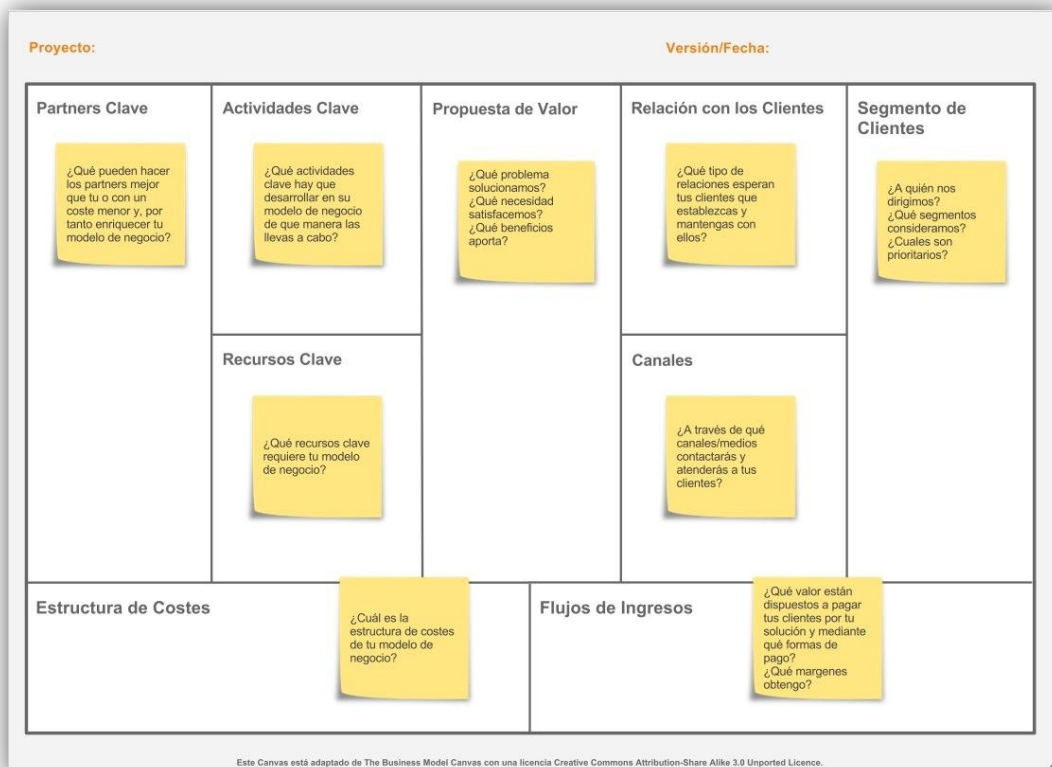 Proyecto:
Versión/Fecha:
Partners Clave
¿Qué pueden hacer
los partners mejor
que tu o con un
coste menor y, por
tanto enriquecer tu
modelo de negocio?
Actividades Clave
¿Qué actividades
clave hay que
desarrollar en su
modelo de negocio
de que manera las
llevas a cabo?
Recursos Clave
¿Qué recursos clave
requiere tu modelo
de negocio?
Propuesta de Valor
¿Qué problema
solucionamos?
¿Qué necesidad
satisfacemos?
¿Qué beneficios
aporta?
Relación con los Clientes
¿Qué tipo de
relaciones esperan
tus clientes que
establezcas y
mantengas con
ellos?
Canales
¿A través de qué
canales/medios
contactarás y
atenderás a tus
clientes?
Segmento de
Clientes
¿A quién nos
dirigimos?
¿Qué segmentos
consideramos?
¿Cuales son
prioritarios?
Estructura de Costes
¿Cuál es la
estructura de costes
de tu modelo de
negocio?
Flujos de Ingresos
¿Qué valor están
dispuestos a pagar
tus clientes por tu
solución y mediante
qué formas de
pago?
¿Qué margenes
obtengo?
Este Canvas está adaptado de The Business Model Canvas con una licencia Creative Commons Attribution-Share Alike 3.0 Unported Licence.